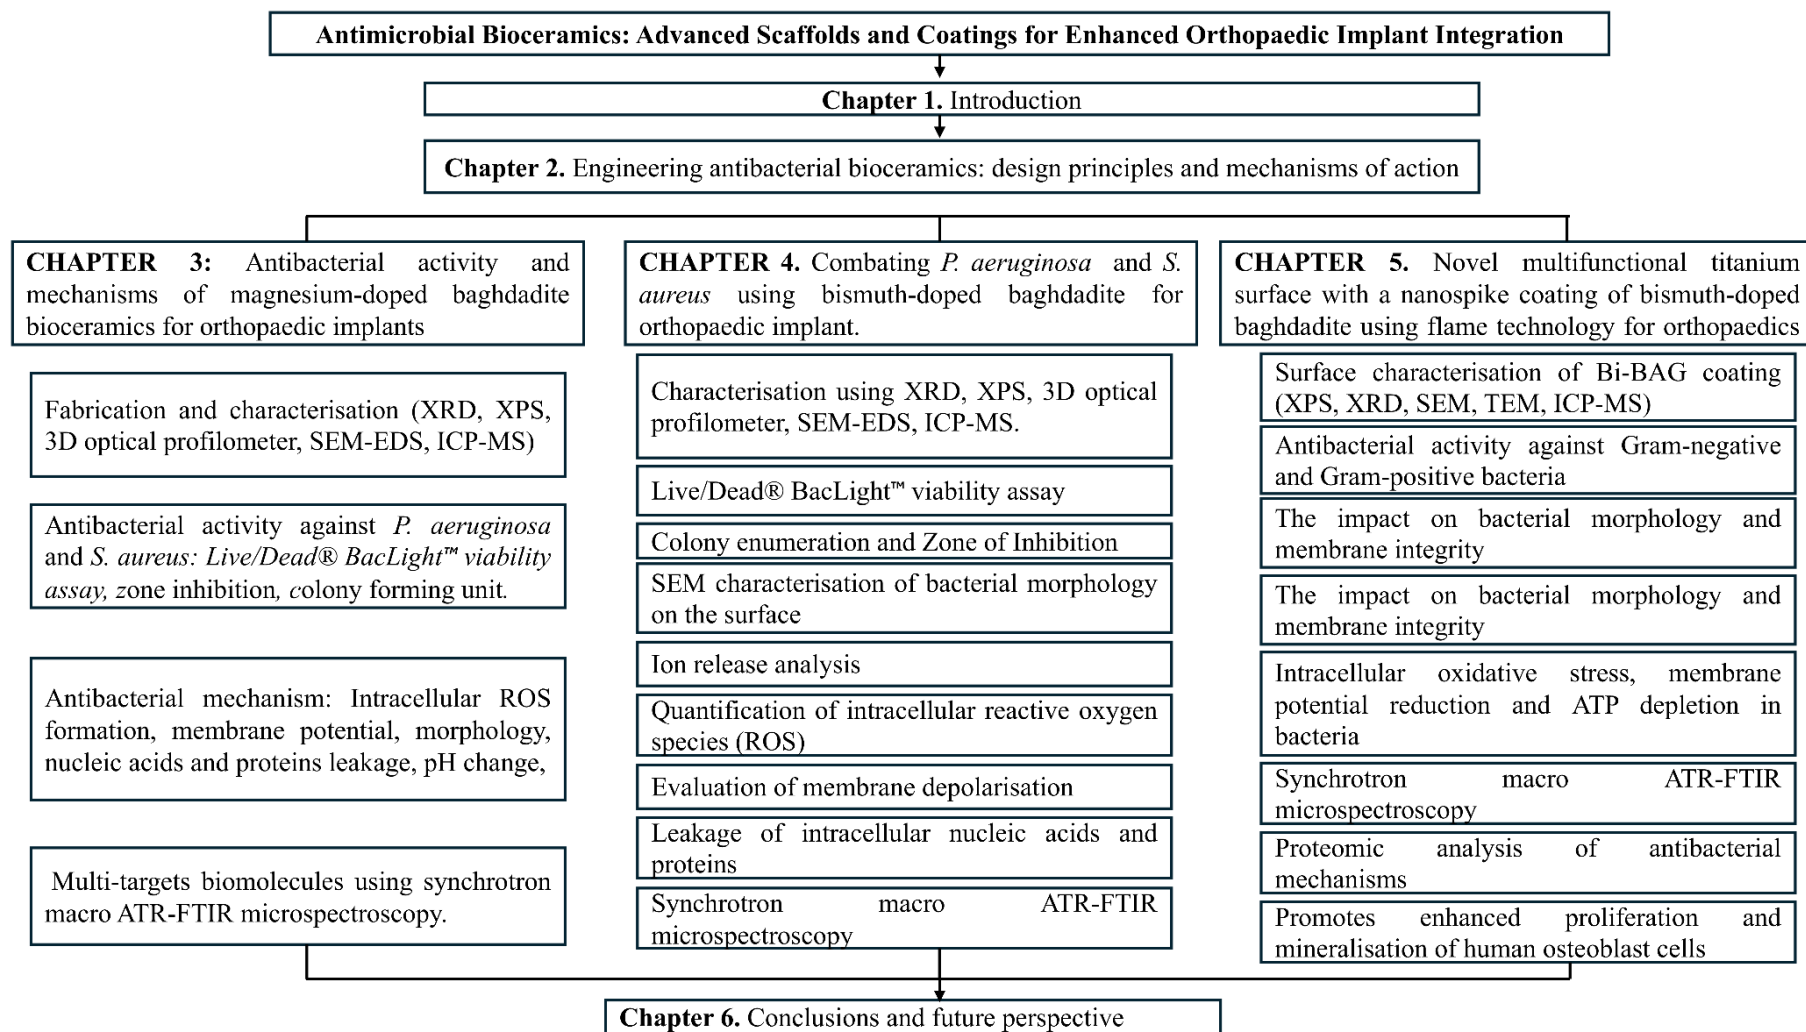 Antimicrobial Bioceramics: Advanced Scaffolds and Coatings for Enhanced Orthopaedic Implant Integration
Chapter 1. Introduction
Chapter 2. Engineering antibacterial bioceramics: design principles and mechanisms of action
CHAPTER 3: Antibacterial activity and
mechanisms of magnesium-doped baghdadite
bioceramics for orthopaedic implants
Fabrication and characterisation (XRD, XPS,
3D optical profilometer, SEM-EDS, ICP-MS)
Antibacterial activity against P. aeruginosa
and S. aureus: Live/Dead® BacLight™ viability
assay, zone inhibition, colony forming unit.
Antibacterial mechanism: Intracellular ROS
formation, membrane potential, morphology,
nucleic acids and proteins leakage, pH change,
Multi-targets biomolecules using synchrotron
macro ATR-FTIR microspectroscopy.
CHAPTER 4. Combating P. aeruginosa and S.
aureus using bismuth-doped baghdadite for
orthopaedic implant.
Characterisation using XRD, XPS, 3D optical
profilometer, SEM-EDS, ICP-MS.
Live/Dead® BacLight™ viability assay
Colony enumeration and Zone of Inhibition
SEM characterisation of bacterial morphology
on the surface
Ion release analysis
Quantification of intracellular reactive oxygen
species (ROS)
Evaluation of membrane depolarisation
Leakage of intracellular nucleic acids and
proteins
Synchrotron macro ATR-FTIR
microspectroscopy
CHAPTER 5. Novel multifunctional titanium
surface with a nanospike coating of bismuth-doped
baghdadite using flame technology for orthopaedics
Surface characterisation of Bi-BAG coating
(XPS, XRD, SEM, TEM, ICP-MS)
Antibacterial activity against Gram-negative
and Gram-positive bacteria
The impact on bacterial morphology and
membrane integrity
The impact on bacterial morphology and
membrane integrity
Intracellular oxidative stress, membrane
potential reduction and ATP depletion in
bacteria
Synchrotron macro ATR-FTIR
microspectroscopy
Proteomic analysis of antibacterial
mechanisms
Promotes enhanced proliferation and
mineralisation of human osteoblast cells
Chapter 6. Conclusions and future perspective